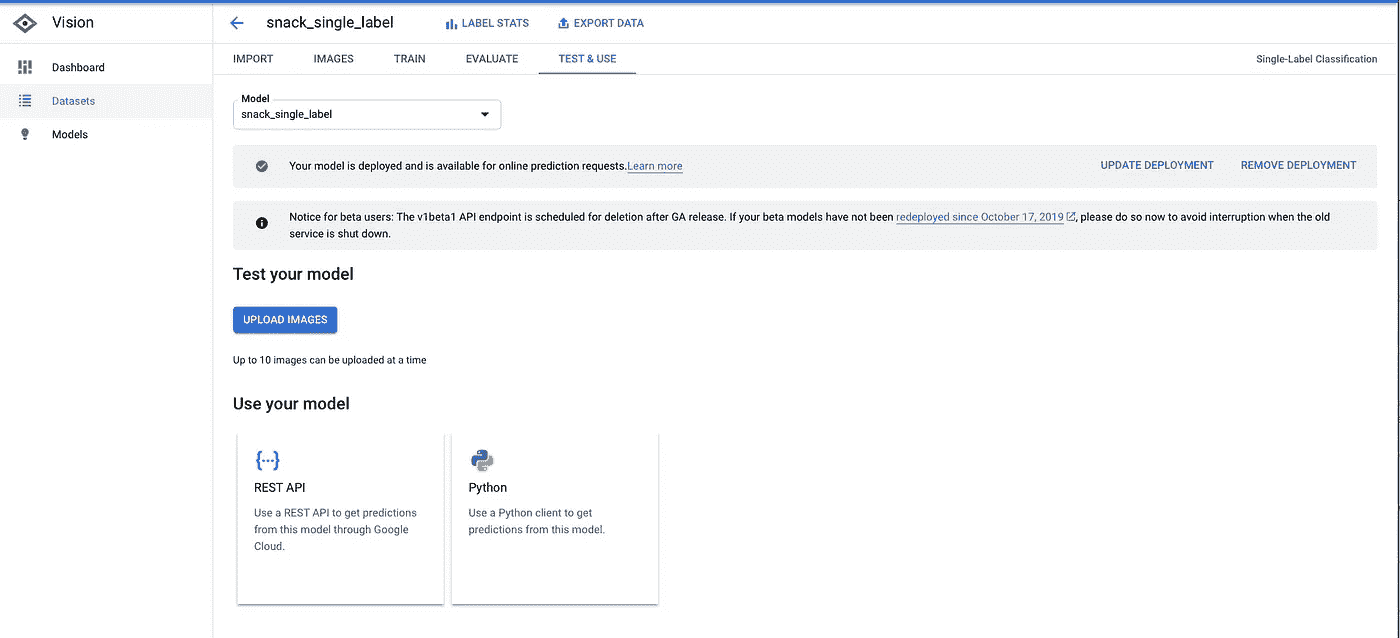 Vision
snack_single_label
LABEL STATS
EXPORT DATA
Dashboard
Datasets
Models
IMPORT
IMAGES
TRAIN
EVALUATE
TEST & USE
Single-Label Classification
Model
snack_single_label
Your model is deployed and is available for online prediction requests.Learn more
UPDATE DEPLOYMENT
REMOVE DEPLOYMENT
Notice for beta users: The v1beta1 API endpoint is scheduled for deletion after GA release. If your beta models have not been redeployed since October 17, 2019, please do so now to avoid interruption when the old
service is shut down.
Test your model
UPLOAD IMAGES
Up to 10 images can be uploaded at a time
Use your model
REST API
Use a REST API to get predictions
from this model through Google
Cloud.
Python
Use a Python client to get
predictions from this model.